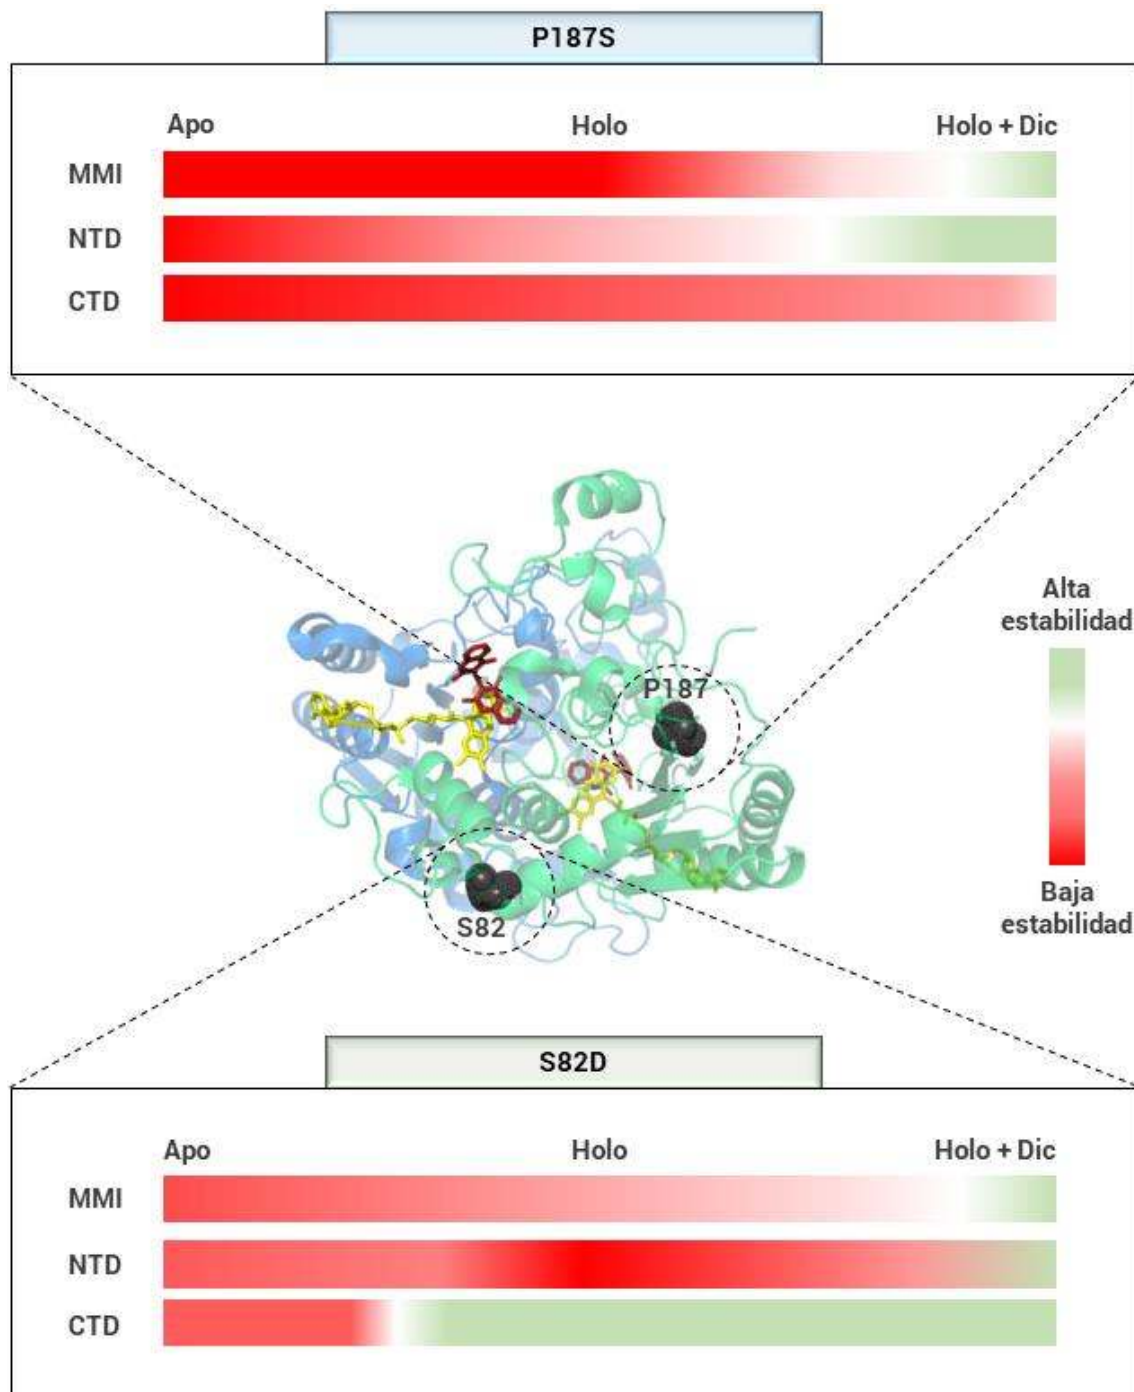 P187S
Apo Holo Holo + Dic
MMI
NTD
CTD
Alta
estabilidad
P187
S82
Baja
estabilidad
S82D
Apo Holo Holo + Dic
MMI
NTD
CTD